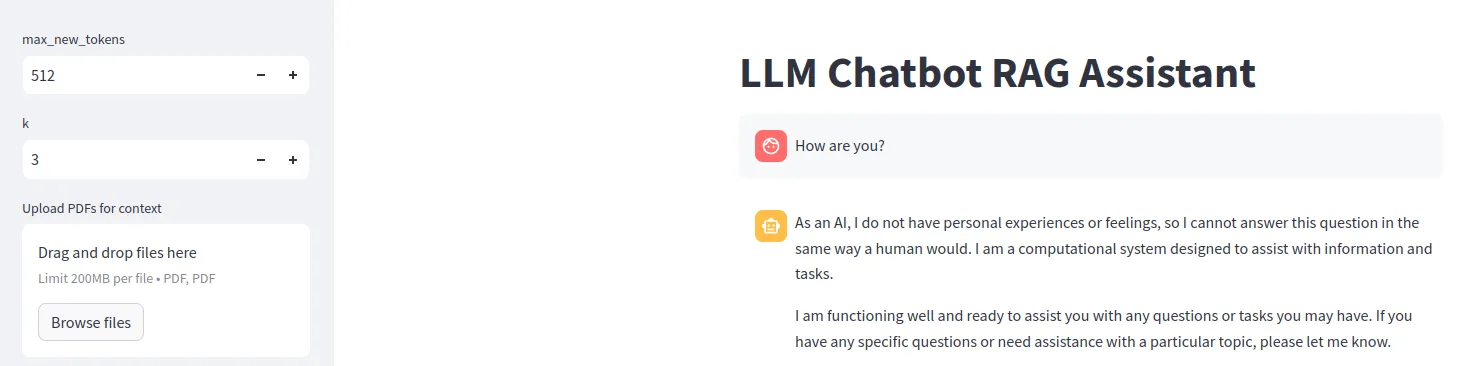 max_new_tokens
512
k
3
Upload PDFs for context
Drag and drop files here
Limit 200MB per file • PDF, PDF
Browse files
LLM Chatbot RAG Assistant
How are you?
As an AI, I do not have personal experiences or feelings, so I cannot answer this question in the
same way a human would. I am a computational system designed to assist with information and
tasks.
I am functioning well and ready to assist you with any questions or tasks you may have. If you
have any specific questions or need assistance with a particular topic, please let me know.